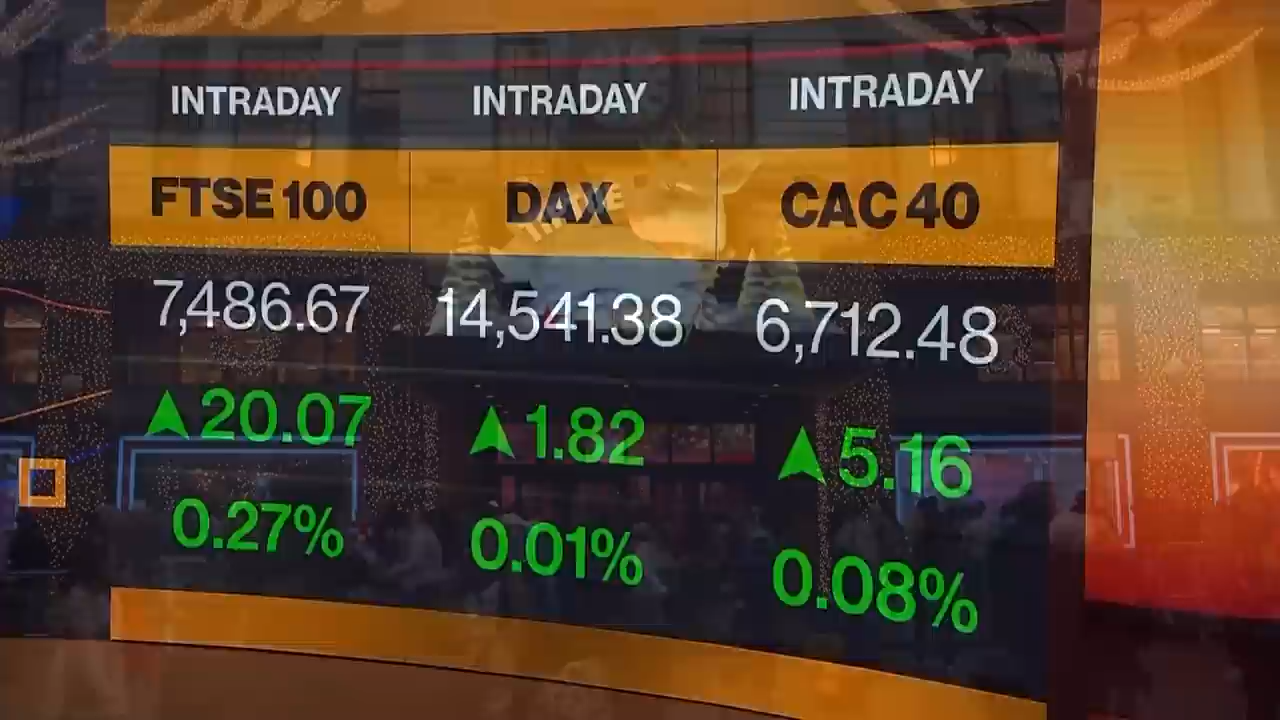 INTRADAY INTRADAY INTRADAY
FTSE 100 DAX CAC 40
7,486.67 14,541.38 6,712.48
▲20.07 ▲1.82 ▲5.16
0.27% 0.01% 0.08%